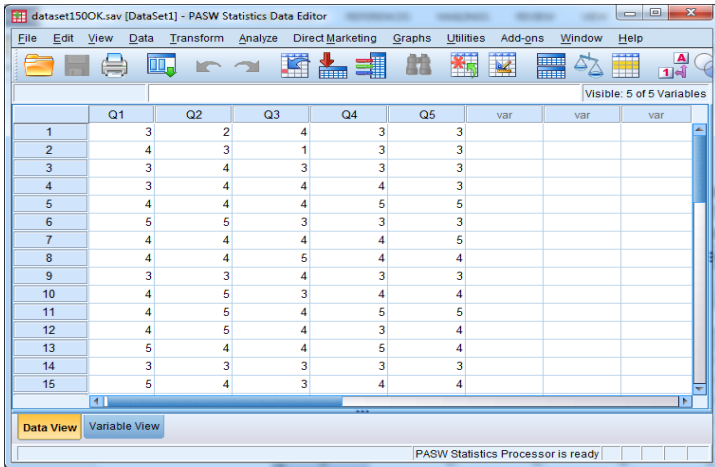 dataset150OK.sav [DataSet1] - PASW Statistics Data Editor
File Edit View Data Transform Analyze Direct Marketing Graphs Utilities Add-ons Window Help
Visible: 5 of 5 Variables
Q1 Q2 Q3 Q4 Q5 var var var
1 3 2 4 3 3
2 4 3 1 3 3
3 3 4 3 3 3
4 3 4 4 4 3
5 4 4 4 5 5
6 5 5 3 3 4
7 4 4 4 4 5
8 4 4 5 4 4
9 3 3 4 3 3
10 4 5 3 4 4
11 4 5 4 5 5
12 4 5 4 3 4
13 5 4 4 5 4
14 3 3 3 3 3
15 5 4 3 4 4
Data View Variable View
PASW Statistics Processor is ready